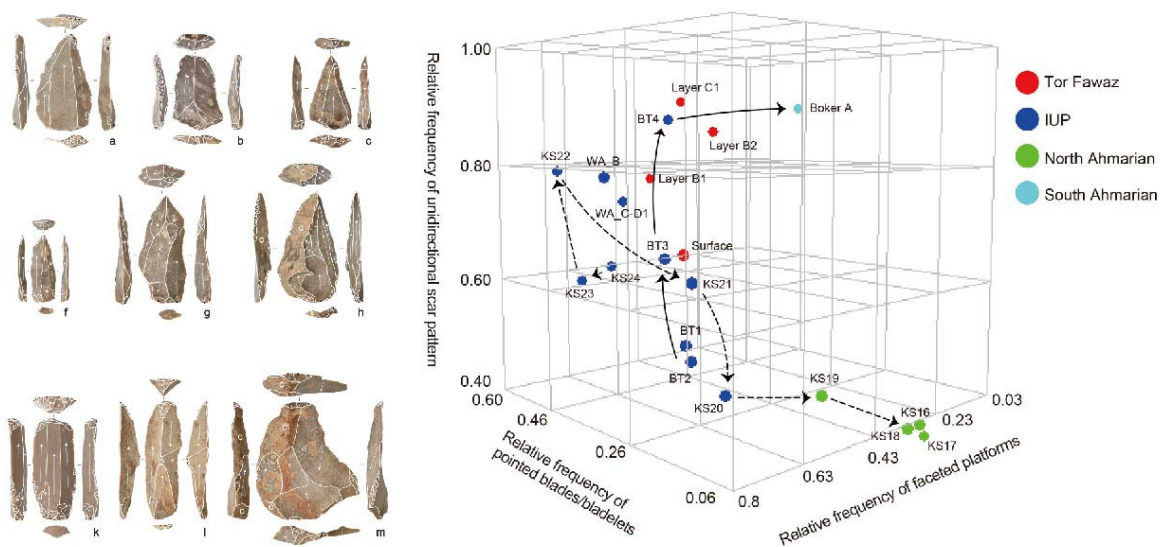 a
b
c
f
g
h
k
l
m
Relative frequency of unidirectional scar pattern
1.00
0.80
0.60
0.40
0.60
0.46
0.26
0.06
Relative frequency of
pointed blades/bladelets
0.8
0.63
0.43
0.23
0.03
Relative frequency of faceted platforms
Layer C1
BT4
Boker A
Layer B2
KS22
WA_B
Layer B1
WA_C-D1
BT3
Surface
KS24
KS23
KS21
BT1
BT2
KS20
KS19
KS16
KS18
KS17
Tor Fawaz
IUP
North Ahmarian
South Ahmarian